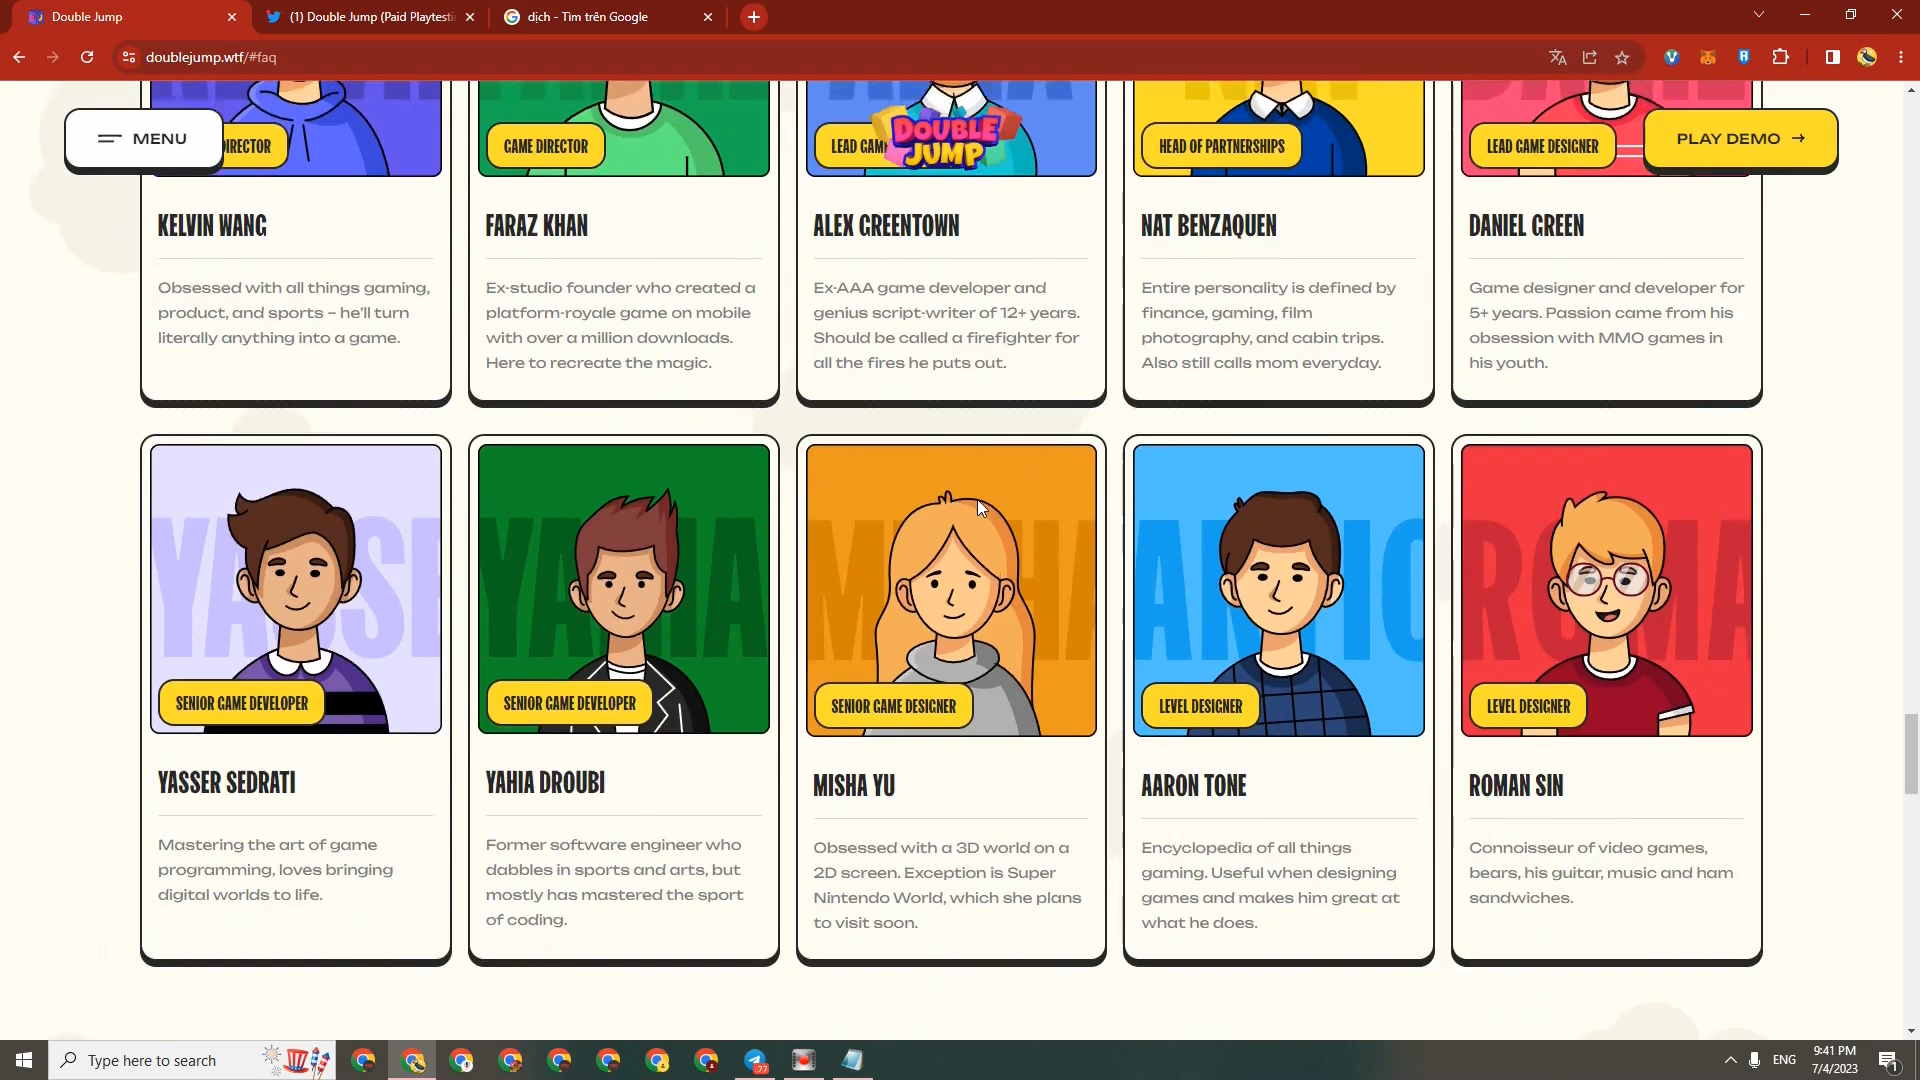 Double Jump
(1) Double Jump (Paid Playtesti
dịch - Tìm trên Google
doublejump.wtf/#faq
MENU
DOUBLE
JUMP
PLAY DEMO →
DIRECTOR
GAME DIRECTOR
LEAD GAM
HEAD OF PARTNERSHIPS
LEAD GAME DESIGNER
KELVIN WANG
Obsessed with all things gaming,
product, and sports – he'll turn
literally anything into a game.
FARAZ KHAN
Ex-studio founder who created a
platform-royale game on mobile
with over a million downloads.
Here to recreate the magic.
ALEX GREENTOWN
Ex-AAA game developer and
genius script-writer of 12+ years.
Should be called a firefighter for
all the fires he puts out.
NAT BENZAQUEN
Entire personality is defined by
finance, gaming, film
photography, and cabin trips.
Also still calls mom everyday.
DANIEL GREEN
Game designer and developer for
5+ years. Passion came from his
obsession with MMO games in
his youth.
YASSE
SENIOR GAME DEVELOPER
YASSER SEDRATI
Mastering the art of game
programming, loves bringing
digital worlds to life.
YAHIA
SENIOR GAME DEVELOPER
YAHIA DROUBI
Former software engineer who
dabbles in sports and arts, but
mostly has mastered the sport
of coding.
MISHA
SENIOR GAME DESIGNER
MISHA YU
Obsessed with a 3D world on a
2D screen. Exception is Super
Nintendo World, which she plans
to visit soon.
LEVEL DESIGNER
AARON TONE
Encyclopedia of all things
gaming. Useful when designing
games and makes him great at
what he does.
ROMA
LEVEL DESIGNER
ROMAN SIN
Connoisseur of video games,
bears, his guitar, music and ham
sandwiches.
Type here to search
77
ENG
9:41 PM
7/4/2023
1